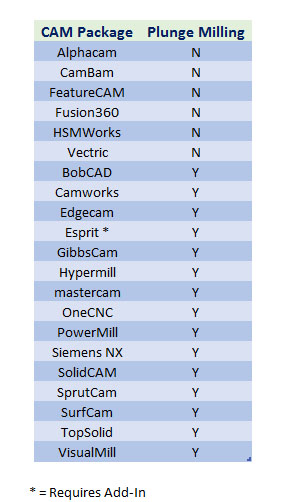 CAM Package Plunge Milling
Alphacam N
CamBam N
FeatureCAM N
Fusion360 N
HSMWorks N
Vectric N
BobCAD Y
Camworks Y
Edgecam Y
Esprit * Y
GibbsCam Y
Hypermill Y
mastercam Y
OneCNC Y
PowerMill Y
Siemens NX Y
SolidCAM Y
SprutCam Y
SurfCam Y
TopSolid Y
VisualMill Y
* = Requires Add-In